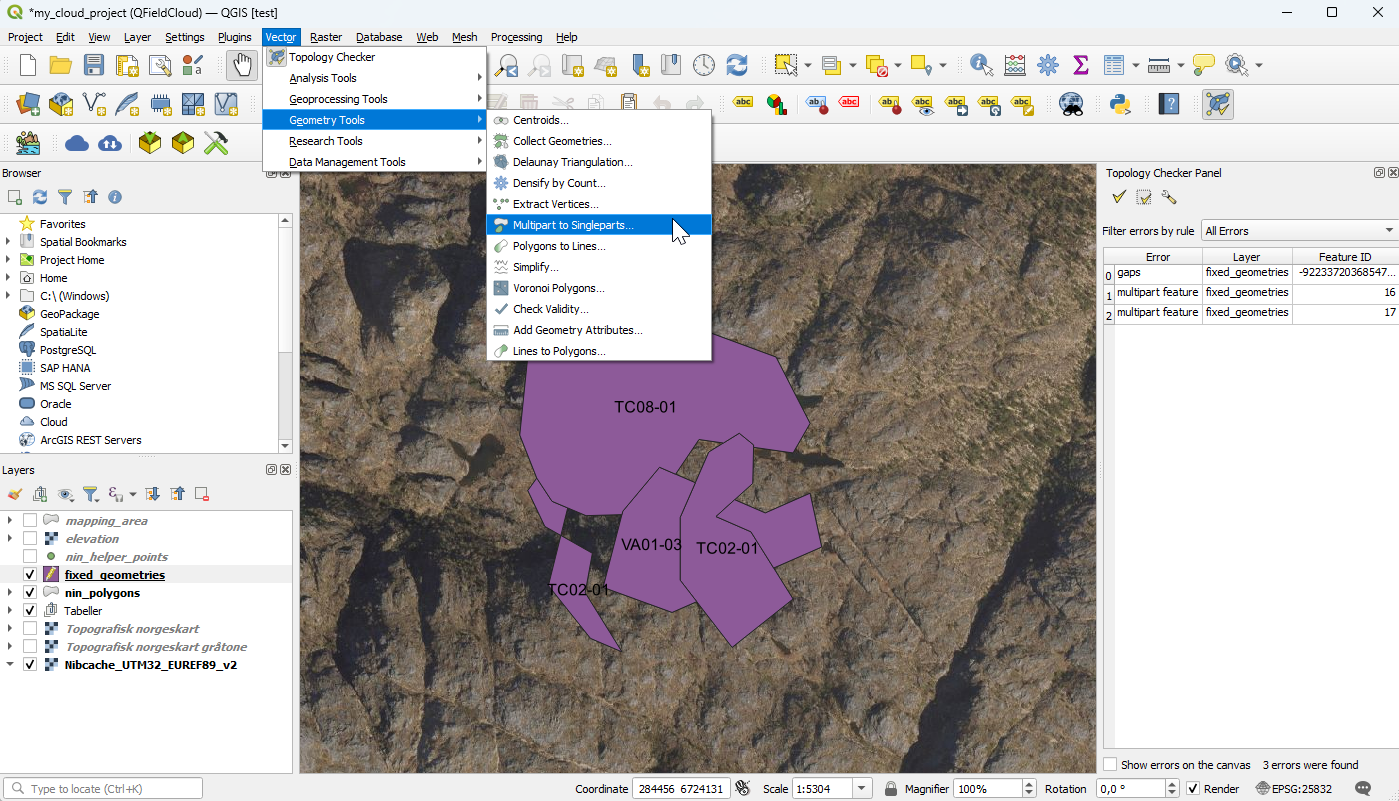 *my_cloud_project (QFieldCloud) — QGIS [test]
Project Edit View Layer Settings Plugins Vector Raster Database Web Mesh Processing Help
Topology Checker
Analysis Tools
Geoprocessing Tools
Geometry Tools
Research Tools
Data Management Tools
Centroids...
Collect Geometries...
Delaunay Triangulation...
Densify by Count...
Extract Vertices...
Multipart to Singleparts...
Polygons to Lines...
Simplify...
Voronoi Polygons...
Check Validity...
Add Geometry Attributes...
Lines to Polygons...
Browser
Favorites
Spatial Bookmarks
Project Home
Home
C:\ (Windows)
GeoPackage
SpatiaLite
PostgreSQL
SAP HANA
MS SQL Server
Oracle
Cloud
ArcGIS REST Servers
Layers
mapping_area
elevation
nin_helper_points
fixed_geometries
nin_polygons
Tabeller
Topografisk norgeskart
Topografisk norgeskart gråtone
Nibcache_UTM32_EUREF89_v2
TC08-01
VA01-03
TC02-01
TC02-01
Topology Checker Panel
Filter errors by rule All Errors
Error Layer Feature ID
0 gaps fixed_geometries -92233720368547...
1 multipart feature fixed_geometries 16
2 multipart feature fixed_geometries 17
Show errors on the canvas 3 errors were found
Type to locate (Ctrl+K) Coordinate 284456 6724131 Scale 1:5304 Magnifier 100% Rotation 0,0 ° Render EPSG:25832